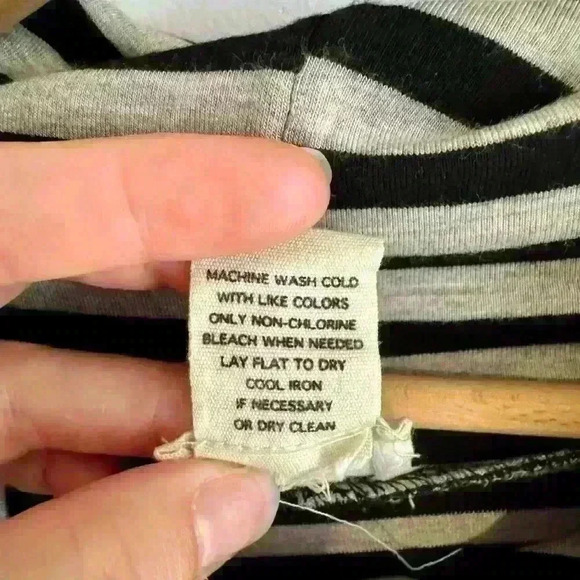 MACHINE WASH COLD
WITH LIKE COLORS
ONLY NON-CHLORINE
BLEACH WHEN NEEDED
LAY FLAT TO DRY
COOL IRON
IF NECESSARY
OR DRY CLEAN